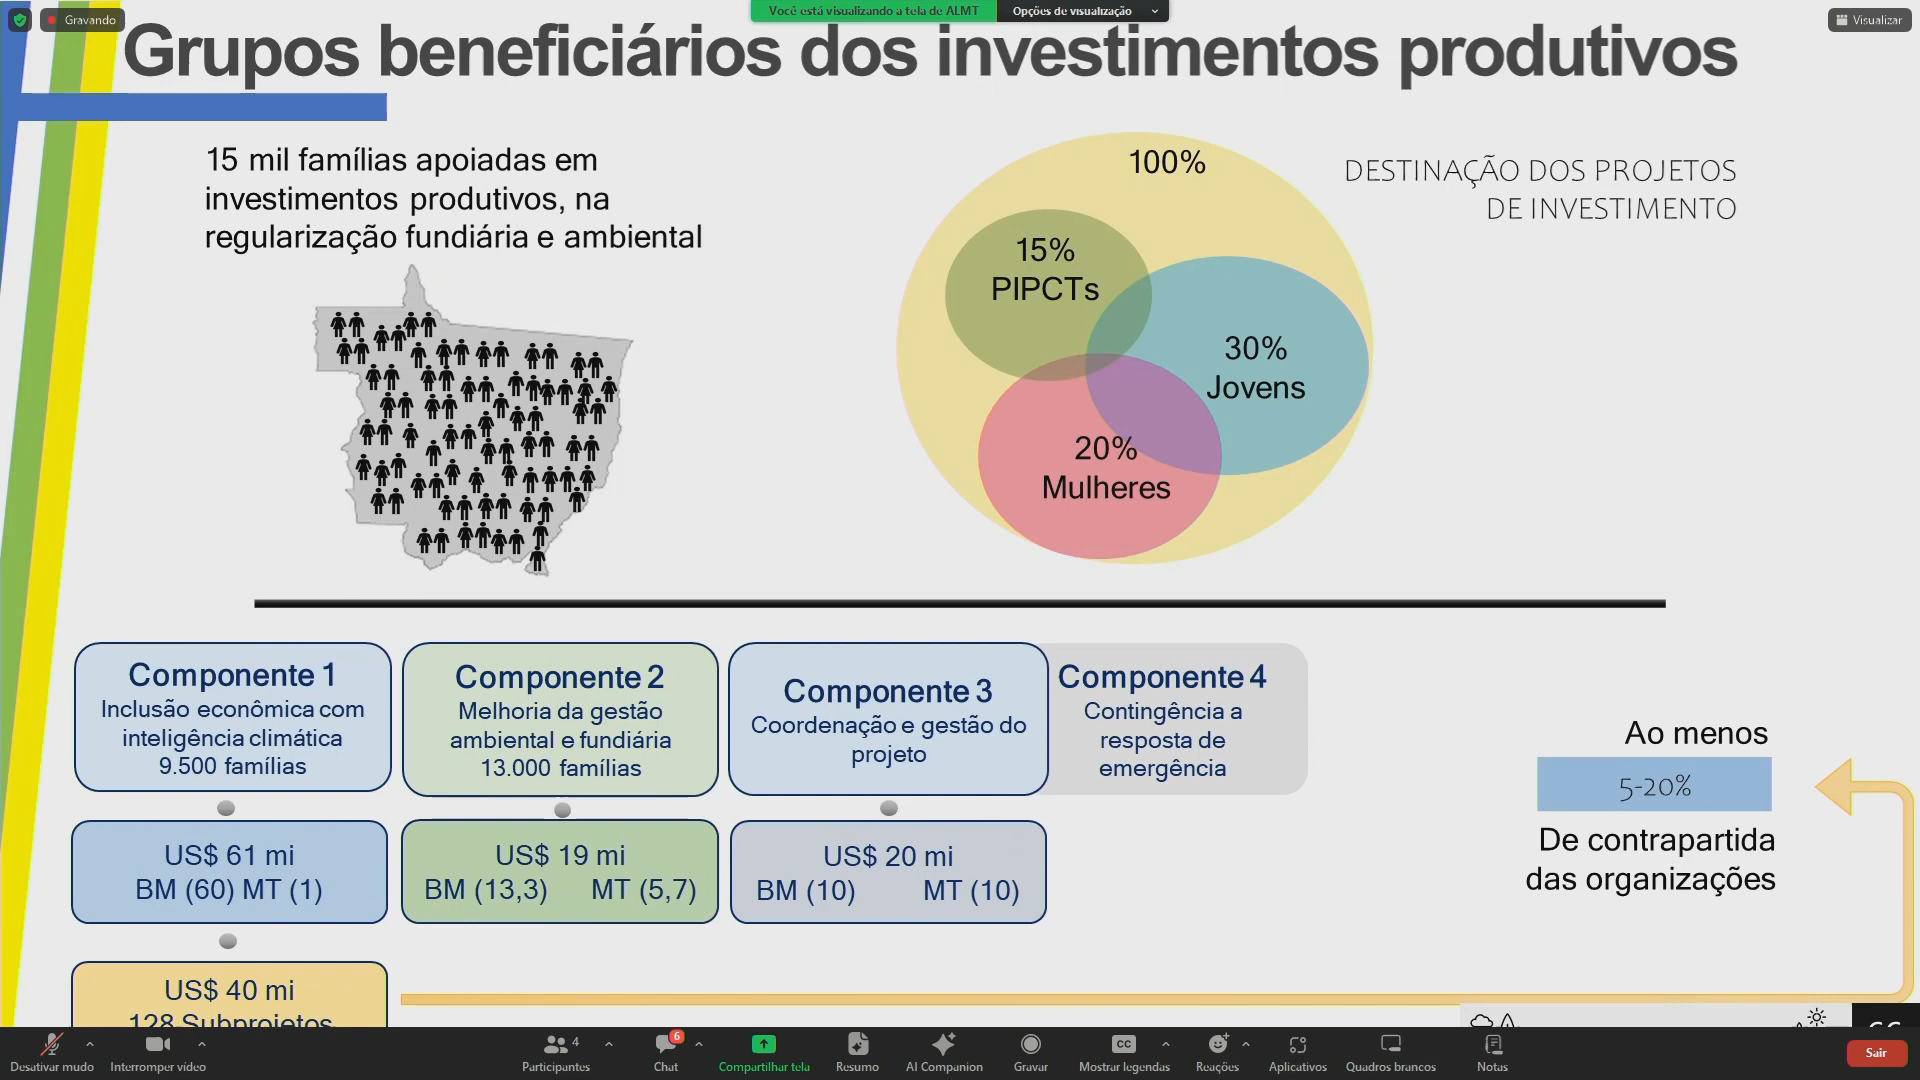 Gravando
Você está visualizando a tela de ALMT
Opções de visualização
Visualizar
Grupos beneficiários dos investimentos produtivos
15 mil famílias apoiadas em
investimentos produtivos, na
regularização fundiária e ambiental
100%
15%
PIPCTs
30%
Jovens
20%
Mulheres
DESTINAÇÃO DOS PROJETOS
DE INVESTIMENTO
Componente 1
Inclusão econômica com
inteligência climática
9.500 famílias
Componente 2
Melhoria da gestão
ambiental e fundiária
13.000 famílias
Componente 3
Coordenação e gestão do
projeto
Componente 4
Contingência a
resposta de
emergência
US$ 61 mi
BM (60) MT (1)
US$ 19 mi
BM (13,3) MT (5,7)
US$ 20 mi
BM (10) MT (10)
US$ 40 mi
128 Subprojetos
Ao menos
5-20%
De contrapartida
das organizações
Desativar mudo
Interromper vídeo
4
Participantes
6
Chat
Compartilhar tela
Resumo
AI Companion
Gravar
CC
Mostrar legendas
Reações
Aplicativos
Quadros brancos
Notas
Sair